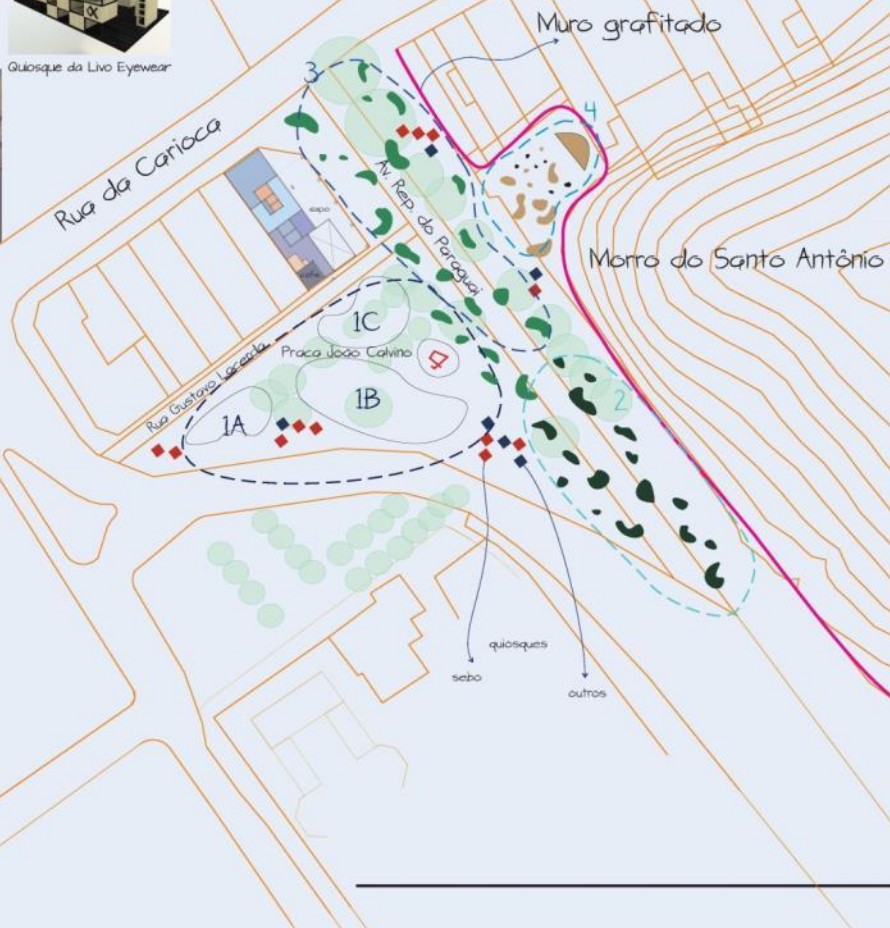 Quiosque da Livo Eyewear
Muro grafitado
3
4
Rua da Carioca
Av. Rep. do Paraguai
expo
Morro do Santo Antônio
1C
Praça João Calvino
Rua Gustavo Lacerda
1B
1A
2
quiosques
sebo
outros